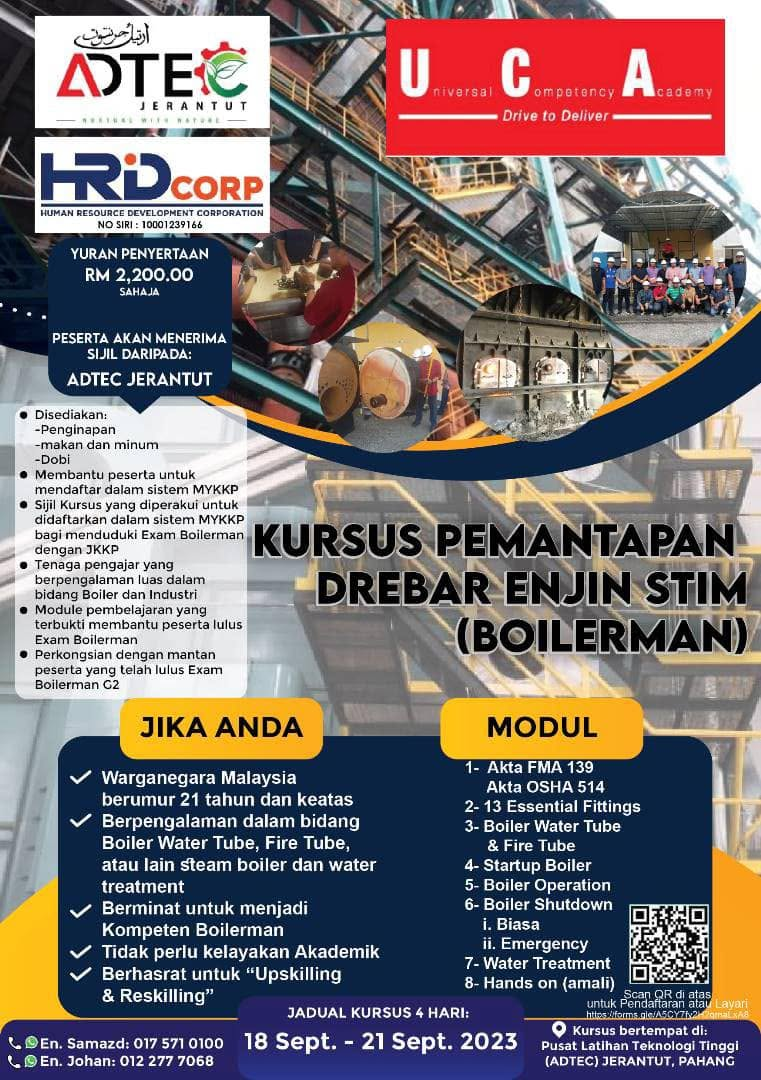 ارتيك جرنتوت
ADTEC
JERANTUT
NURTURE WITH NATURE
Universal Competency Academy
Drive to Deliver
HRD CORP
HUMAN RESOURCE DEVELOPMENT CORPORATION
NO SIRI : 10001239166
YURAN PENYERTAAN
RM 2,200.00
SAHAJA
PESERTA AKAN MENERIMA
SIJIL DARIPADA:
ADTEC JERANTUT
• Disediakan:
-Penginapan
-makan dan minum
-Dobi
• Membantu peserta untuk
mendaftar dalam sistem MYKKP
• Sijil Kursus yang diperakui untuk
didaftarkan dalam sistem MYKKP
bagi menduduki Exam Boilerman
dengan JKKP
• Tenaga pengajar yang
berpengalaman luas dalam
bidang Boiler dan Industri
• Module pembelajaran yang
terbukti membantu peserta lulus
Exam Boilerman
• Perkongsian dengan mantan
peserta yang telah lulus Exam
Boilerman G2
KURSUS PEMANTAPAN
DREBAR ENJIN STIM
(BOILERMAN)
JIKA ANDA
Warganegara Malaysia
berumur 21 tahun dan keatas
Berpengalaman dalam bidang
Boiler Water Tube, Fire Tube,
atau lain steam boiler dan water
treatment
Berminat untuk menjadi
Kompeten Boilerman
Tidak perlu kelayakan Akademik
Berhasrat untuk “Upskilling
& Reskilling”
MODUL
1- Akta FMA 139
Akta OSHA 514
2- 13 Essential Fittings
3- Boiler Water Tube
& Fire Tube
4- Startup Boiler
5- Boiler Operation
6- Boiler Shutdown
i. Biasa
ii. Emergency
7- Water Treatment
8- Hands on (amali)
Scan QR di atas
untuk Pendaftaran atau Layari
JADUAL KURSUS 4 HARI:
18 Sept. - 21 Sept. 2023
En. Samazd: 017 571 0100
En. Johan: 012 277 7068
Kursus bertempat di:
Pusat Latihan Teknologi Tinggi
(ADTEC) JERANTUT, PAHANG